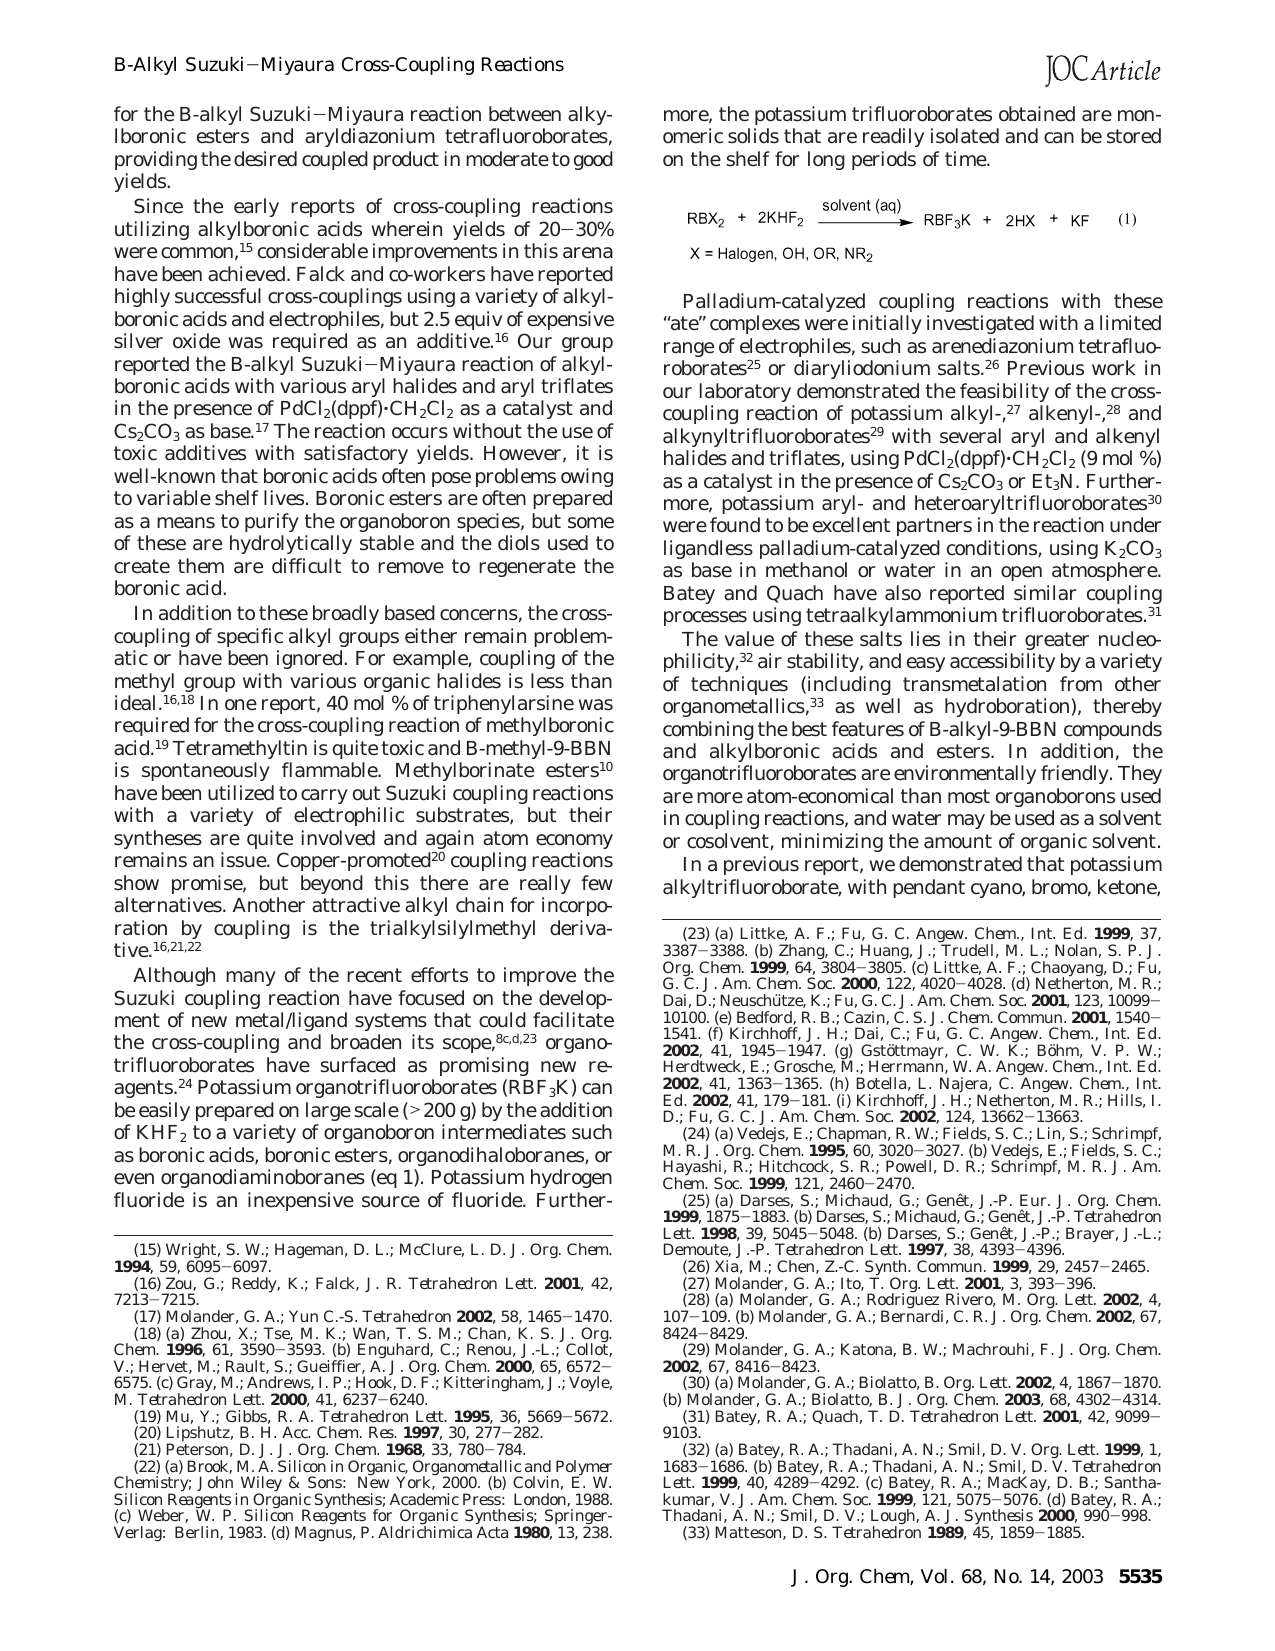 B-Alkyl Suzuki−Miyaura Cross-Coupling Reactions
JOC Article
for the B-alkyl Suzuki−Miyaura reaction between alky-
lboronic esters and aryldiazonium tetrafluoroborates,
providing the desired coupled product in moderate to good
yields.
Since the early reports of cross-coupling reactions
utilizing alkylboronic acids wherein yields of 20−30%
were common,¹⁵ considerable improvements in this arena
have been achieved. Falck and co-workers have reported
highly successful cross-couplings using a variety of alkyl-
boronic acids and electrophiles, but 2.5 equiv of expensive
silver oxide was required as an additive.¹⁶ Our group
reported the B-alkyl Suzuki−Miyaura reaction of alkyl-
boronic acids with various aryl halides and aryl triflates
in the presence of PdCl₂(dppf)·CH₂Cl₂ as a catalyst and
Cs₂CO₃ as base.¹⁷ The reaction occurs without the use of
toxic additives with satisfactory yields. However, it is
well-known that boronic acids often pose problems owing
to variable shelf lives. Boronic esters are often prepared
as a means to purify the organoboron species, but some
of these are hydrolytically stable and the diols used to
create them are difficult to remove to regenerate the
boronic acid.
In addition to these broadly based concerns, the cross-
coupling of specific alkyl groups either remain problem-
atic or have been ignored. For example, coupling of the
methyl group with various organic halides is less than
ideal.¹⁶,¹⁸ In one report, 40 mol % of triphenylarsine was
required for the cross-coupling reaction of methylboronic
acid.¹⁹ Tetramethyltin is quite toxic and B-methyl-9-BBN
is spontaneously flammable. Methylborinate esters¹⁰
have been utilized to carry out Suzuki coupling reactions
with a variety of electrophilic substrates, but their
syntheses are quite involved and again atom economy
remains an issue. Copper-promoted²⁰ coupling reactions
show promise, but beyond this there are really few
alternatives. Another attractive alkyl chain for incorpo-
ration by coupling is the trialkylsilylmethyl deriva-
tive.¹⁶,²¹,²²
Although many of the recent efforts to improve the
Suzuki coupling reaction have focused on the develop-
ment of new metal/ligand systems that could facilitate
the cross-coupling and broaden its scope,⁸ᶜ,ᵈ,²³ organo-
trifluoroborates have surfaced as promising new re-
agents.²⁴ Potassium organotrifluoroborates (RBF₃K) can
be easily prepared on large scale (>200 g) by the addition
of KHF₂ to a variety of organoboron intermediates such
as boronic acids, boronic esters, organodihaloboranes, or
even organodiaminoboranes (eq 1). Potassium hydrogen
fluoride is an inexpensive source of fluoride. Further-
(15) Wright, S. W.; Hageman, D. L.; McClure, L. D. J. Org. Chem.
1994, 59, 6095−6097.
(16) Zou, G.; Reddy, K.; Falck, J. R. Tetrahedron Lett. 2001, 42,
7213−7215.
(17) Molander, G. A.; Yun C.-S. Tetrahedron 2002, 58, 1465−1470.
(18) (a) Zhou, X.; Tse, M. K.; Wan, T. S. M.; Chan, K. S. J. Org.
Chem. 1996, 61, 3590−3593. (b) Enguhard, C.; Renou, J.-L.; Collot,
V.; Hervet, M.; Rault, S.; Gueiffier, A. J. Org. Chem. 2000, 65, 6572−
6575. (c) Gray, M.; Andrews, I. P.; Hook, D. F.; Kitteringham, J.; Voyle,
M. Tetrahedron Lett. 2000, 41, 6237−6240.
(19) Mu, Y.; Gibbs, R. A. Tetrahedron Lett. 1995, 36, 5669−5672.
(20) Lipshutz, B. H. Acc. Chem. Res. 1997, 30, 277−282.
(21) Peterson, D. J. J. Org. Chem. 1968, 33, 780−784.
(22) (a) Brook, M. A. Silicon in Organic, Organometallic and Polymer
Chemistry; John Wiley & Sons: New York, 2000. (b) Colvin, E. W.
Silicon Reagents in Organic Synthesis; Academic Press: London, 1988.
(c) Weber, W. P. Silicon Reagents for Organic Synthesis; Springer-
Verlag: Berlin, 1983. (d) Magnus, P. Aldrichimica Acta 1980, 13, 238.
more, the potassium trifluoroborates obtained are mon-
omeric solids that are readily isolated and can be stored
on the shelf for long periods of time.
solvent (aq)
RBX₂ + 2KHF₂ → RBF₃K + 2HX + KF (1)
X = Halogen, OH, OR, NR₂
Palladium-catalyzed coupling reactions with these
“ate” complexes were initially investigated with a limited
range of electrophiles, such as arenediazonium tetrafluo-
roborates²⁵ or diaryliodonium salts.²⁶ Previous work in
our laboratory demonstrated the feasibility of the cross-
coupling reaction of potassium alkyl-,²⁷ alkenyl-,²⁸ and
alkynyltrifluoroborates²⁹ with several aryl and alkenyl
halides and triflates, using PdCl₂(dppf)·CH₂Cl₂ (9 mol %)
as a catalyst in the presence of Cs₂CO₃ or Et₃N. Further-
more, potassium aryl- and heteroaryltrifluoroborates³⁰
were found to be excellent partners in the reaction under
ligandless palladium-catalyzed conditions, using K₂CO₃
as base in methanol or water in an open atmosphere.
Batey and Quach have also reported similar coupling
processes using tetraalkylammonium trifluoroborates.³¹
The value of these salts lies in their greater nucleo-
philicity,³² air stability, and easy accessibility by a variety
of techniques (including transmetalation from other
organometallics,³³ as well as hydroboration), thereby
combining the best features of B-alkyl-9-BBN compounds
and alkylboronic acids and esters. In addition, the
organotrifluoroborates are environmentally friendly. They
are more atom-economical than most organoborons used
in coupling reactions, and water may be used as a solvent
or cosolvent, minimizing the amount of organic solvent.
In a previous report, we demonstrated that potassium
alkyltrifluoroborate, with pendant cyano, bromo, ketone,
(23) (a) Littke, A. F.; Fu, G. C. Angew. Chem., Int. Ed. 1999, 37,
3387−3388. (b) Zhang, C.; Huang, J.; Trudell, M. L.; Nolan, S. P. J.
Org. Chem. 1999, 64, 3804−3805. (c) Littke, A. F.; Chaoyang, D.; Fu,
G. C. J. Am. Chem. Soc. 2000, 122, 4020−4028. (d) Netherton, M. R.;
Dai, D.; Neuschütze, K.; Fu, G. C. J. Am. Chem. Soc. 2001, 123, 10099−
10100. (e) Bedford, R. B.; Cazin, C. S. J. Chem. Commun. 2001, 1540−
1541. (f) Kirchhoff, J. H.; Dai, C.; Fu, G. C. Angew. Chem., Int. Ed.
2002, 41, 1945−1947. (g) Gstöttmayr, C. W. K.; Böhm, V. P. W.;
Herdtweck, E.; Grosche, M.; Herrmann, W. A. Angew. Chem., Int. Ed.
2002, 41, 1363−1365. (h) Botella, L. Najera, C. Angew. Chem., Int.
Ed. 2002, 41, 179−181. (i) Kirchhoff, J. H.; Netherton, M. R.; Hills, I.
D.; Fu, G. C. J. Am. Chem. Soc. 2002, 124, 13662−13663.
(24) (a) Vedejs, E.; Chapman, R. W.; Fields, S. C.; Lin, S.; Schrimpf,
M. R. J. Org. Chem. 1995, 60, 3020−3027. (b) Vedejs, E.; Fields, S. C.;
Hayashi, R.; Hitchcock, S. R.; Powell, D. R.; Schrimpf, M. R. J. Am.
Chem. Soc. 1999, 121, 2460−2470.
(25) (a) Darses, S.; Michaud, G.; Genêt, J.-P. Eur. J. Org. Chem.
1999, 1875−1883. (b) Darses, S.; Michaud, G.; Genêt, J.-P. Tetrahedron
Lett. 1998, 39, 5045−5048. (b) Darses, S.; Genêt, J.-P.; Brayer, J.-L.;
Demoute, J.-P. Tetrahedron Lett. 1997, 38, 4393−4396.
(26) Xia, M.; Chen, Z.-C. Synth. Commun. 1999, 29, 2457−2465.
(27) Molander, G. A.; Ito, T. Org. Lett. 2001, 3, 393−396.
(28) (a) Molander, G. A.; Rodriguez Rivero, M. Org. Lett. 2002, 4,
107−109. (b) Molander, G. A.; Bernardi, C. R. J. Org. Chem. 2002, 67,
8424−8429.
(29) Molander, G. A.; Katona, B. W.; Machrouhi, F. J. Org. Chem.
2002, 67, 8416−8423.
(30) (a) Molander, G. A.; Biolatto, B. Org. Lett. 2002, 4, 1867−1870.
(b) Molander, G. A.; Biolatto, B. J. Org. Chem. 2003, 68, 4302−4314.
(31) Batey, R. A.; Quach, T. D. Tetrahedron Lett. 2001, 42, 9099−
9103.
(32) (a) Batey, R. A.; Thadani, A. N.; Smil, D. V. Org. Lett. 1999, 1,
1683−1686. (b) Batey, R. A.; Thadani, A. N.; Smil, D. V. Tetrahedron
Lett. 1999, 40, 4289−4292. (c) Batey, R. A.; MacKay, D. B.; Santha-
kumar, V. J. Am. Chem. Soc. 1999, 121, 5075−5076. (d) Batey, R. A.;
Thadani, A. N.; Smil, D. V.; Lough, A. J. Synthesis 2000, 990−998.
(33) Matteson, D. S. Tetrahedron 1989, 45, 1859−1885.
J. Org. Chem, Vol. 68, No. 14, 2003 5535